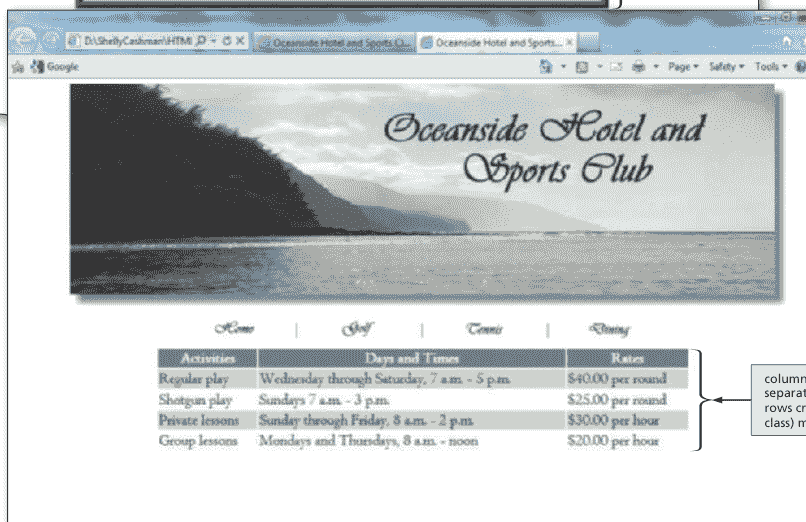 D:\ShellyCashman\HTML
Oceanside Hotel and Sports Cl...
Oceanside Hotel and Sports...
Google
Page
Safety
Tools
Oceanside Hotel and
Sports Club
Home | Golf | Tennis | Dining
Activities Days and Times Rates
Regular play Wednesday through Saturday, 7 a.m. - 5 p.m. $40.00 per round
Shotgun play Sundays 7 a.m. - 3 p.m. $25.00 per round
Private lessons Sunday through Friday, 8 a.m. - 2 p.m. $30.00 per hour
Group lessons Mondays and Thursdays, 8 a.m. - noon $20.00 per hour
column
separat
rows cr
class) m